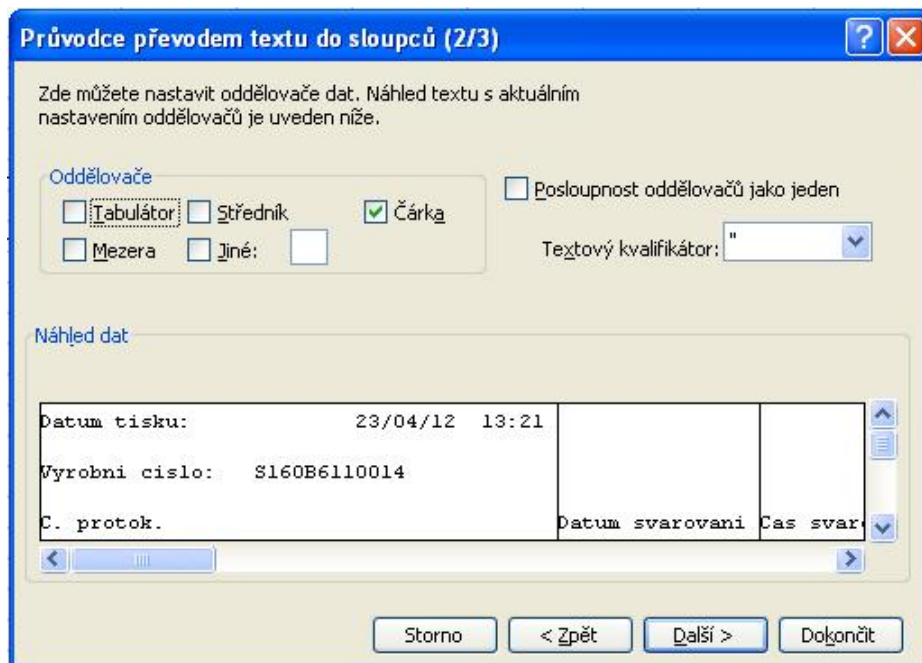 Průvodce převodem textu do sloupců (2/3)
Zde můžete nastavit oddělovače dat. Náhled textu s aktuálním
nastavením oddělovačů je uveden níže.
Oddělovače
Tabulátor Středník Čárka
Mezera Jiné:
Posloupnost oddělovačů jako jeden
Textový kvalifikátor: "
Náhled dat
Datum tisku: 23/04/12 13:21
Vyrobni cislo: S160B6110014
C. protok. Datum svarovani Cas svar
Storno < Zpět Další > Dokončit